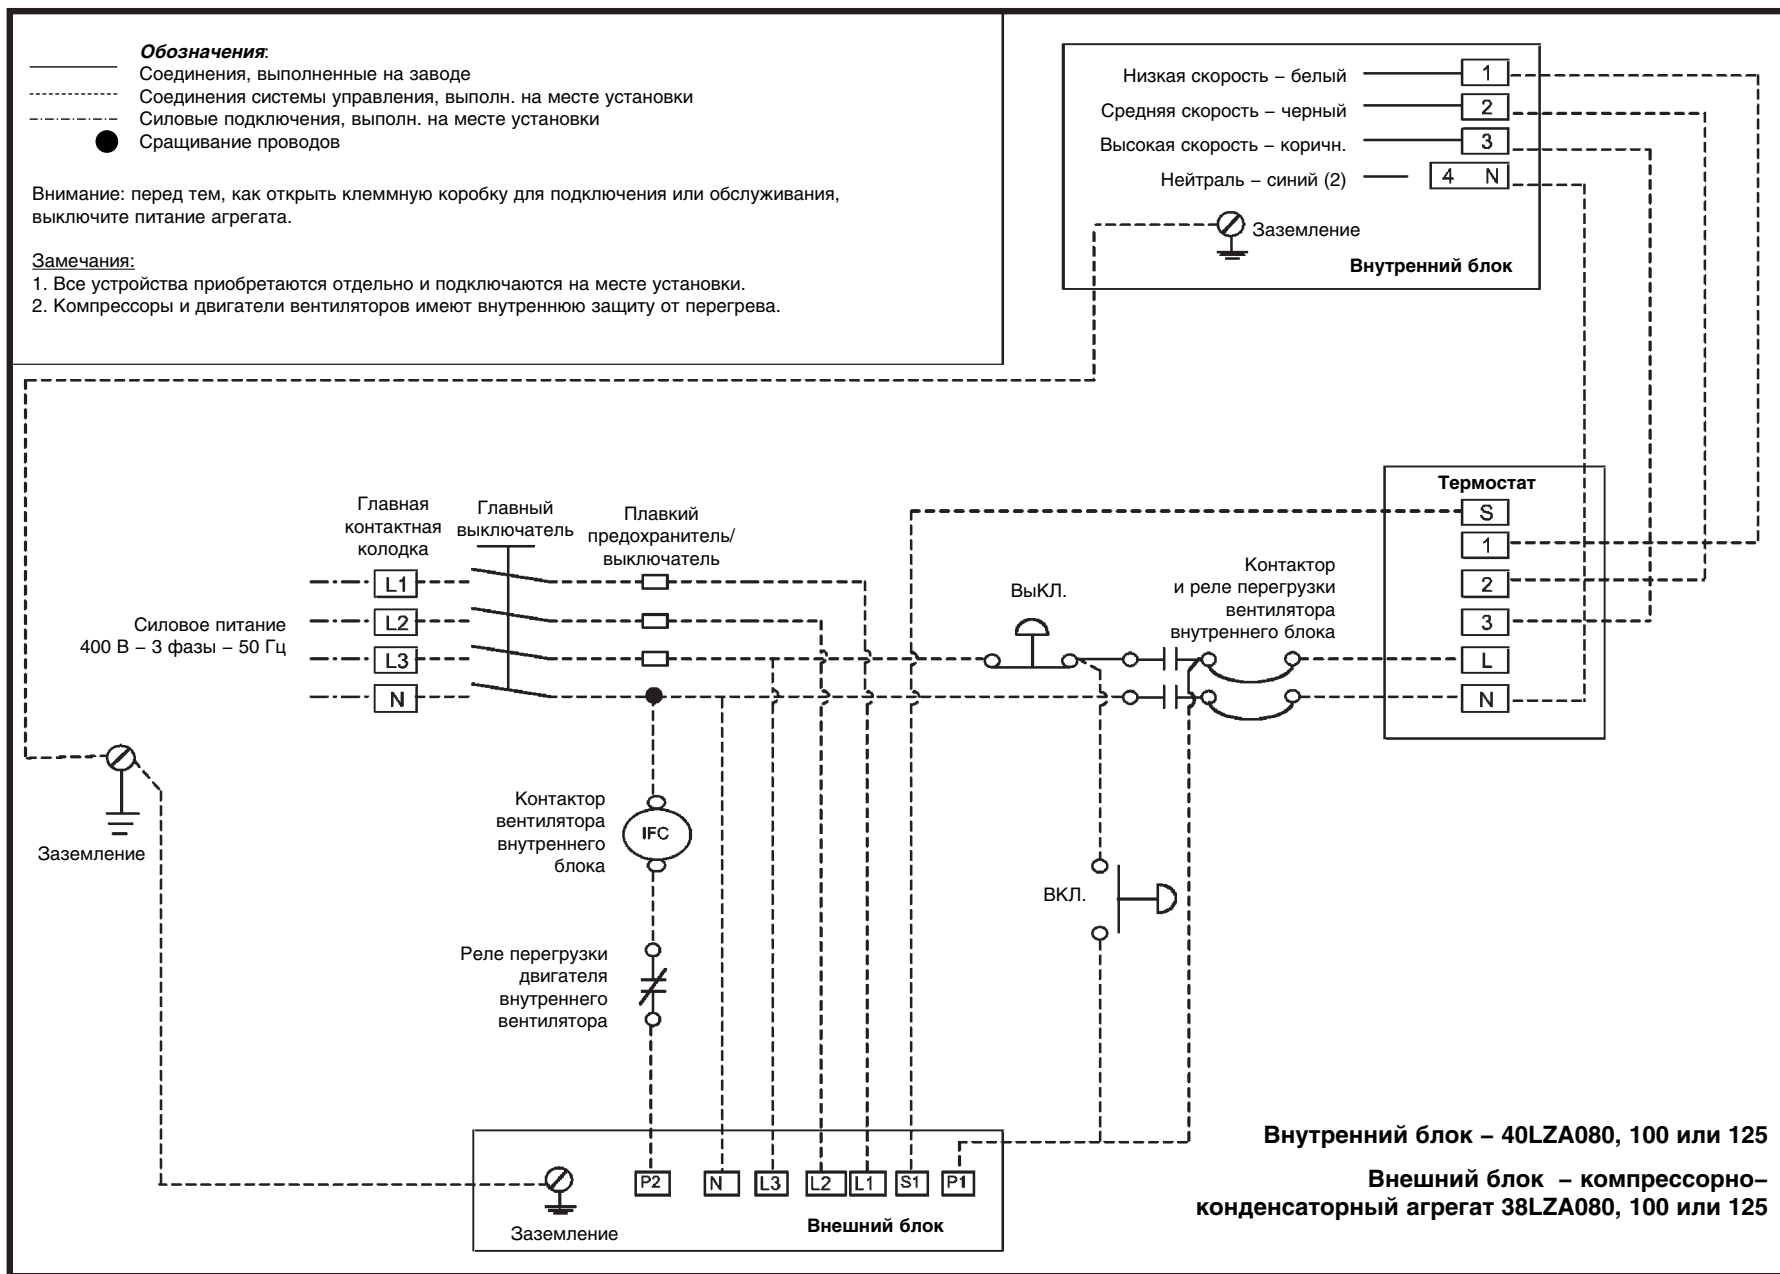 Обозначения:
Соединения, выполненные на заводе
Соединения системы управления, выполн. на месте установки
Силовые подключения, выполн. на месте установки
Сращивание проводов
Внимание: перед тем, как открыть клеммную коробку для подключения или обслуживания,
выключите питание агрегата.
Замечания:
1. Все устройства приобретаются отдельно и подключаются на месте установки.
2. Компрессоры и двигатели вентиляторов имеют внутреннюю защиту от перегрева.
Низкая скорость – белый 1
Средняя скорость – черный 2
Высокая скорость – коричн. 3
Нейтраль – синий (2) 4 N
Заземление
Внутренний блок
Термостат
S
1
2
3
L
N
Главная
контактная
колодка
Главный
выключатель
Плавкий
предохранитель/
выключатель
L1
L2
L3
N
Силовое питание
400 В – 3 фазы – 50 Гц
ВыКЛ.
Контактор
и реле перегрузки
вентилятора
внутреннего блока
Заземление
Контактор
вентилятора
внутреннего
блока
IFC
ВКЛ.
Реле перегрузки
двигателя
внутреннего
вентилятора
P2 N L3 L2 L1 S1 P1
Заземление
Внешний блок
Внутренний блок – 40LZA080, 100 или 125
Внешний блок – компрессорно–
конденсаторный агрегат 38LZA080, 100 или 125